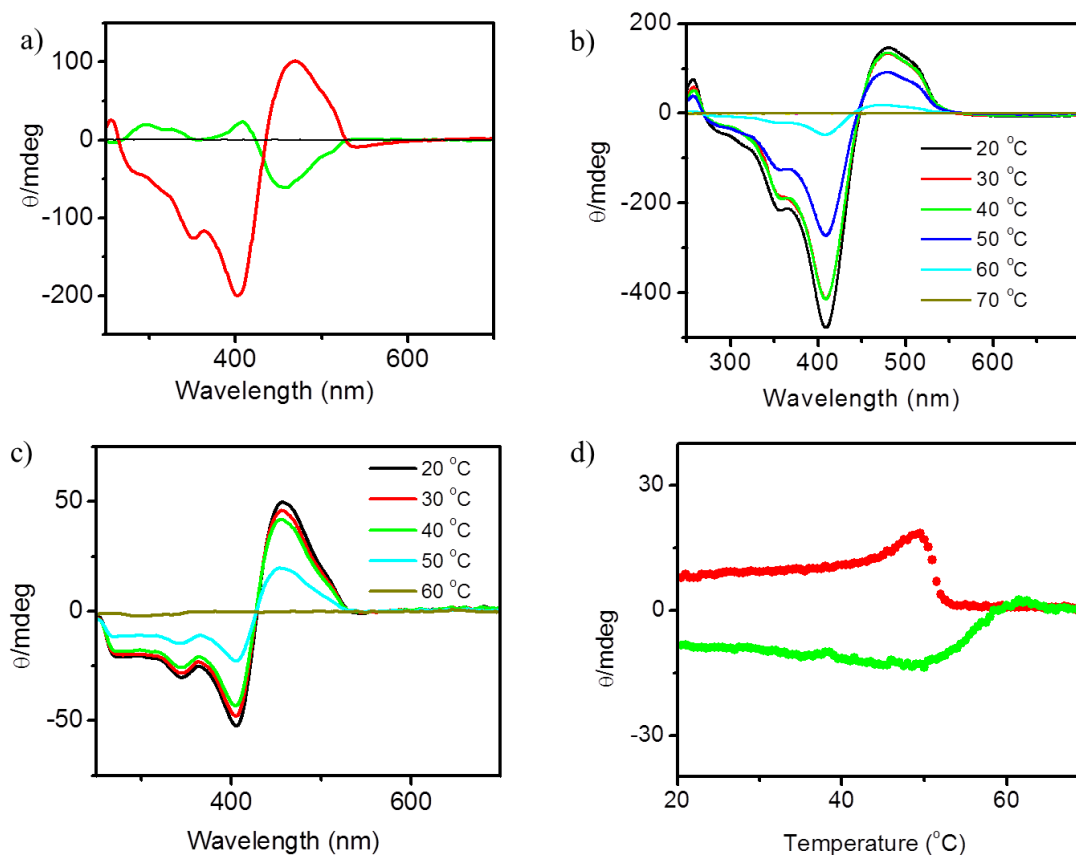 a)
θ/mdeg
100
0
-100
-200
400
600
Wavelength (nm)
b)
θ/mdeg
200
0
-200
-400
300
400
500
600
Wavelength (nm)
20 °C
30 °C
40 °C
50 °C
60 °C
70 °C
c)
θ/mdeg
50
0
-50
400
600
Wavelength (nm)
20 °C
30 °C
40 °C
50 °C
60 °C
d)
θ/mdeg
30
0
-30
20
40
60
Temperature (°C)